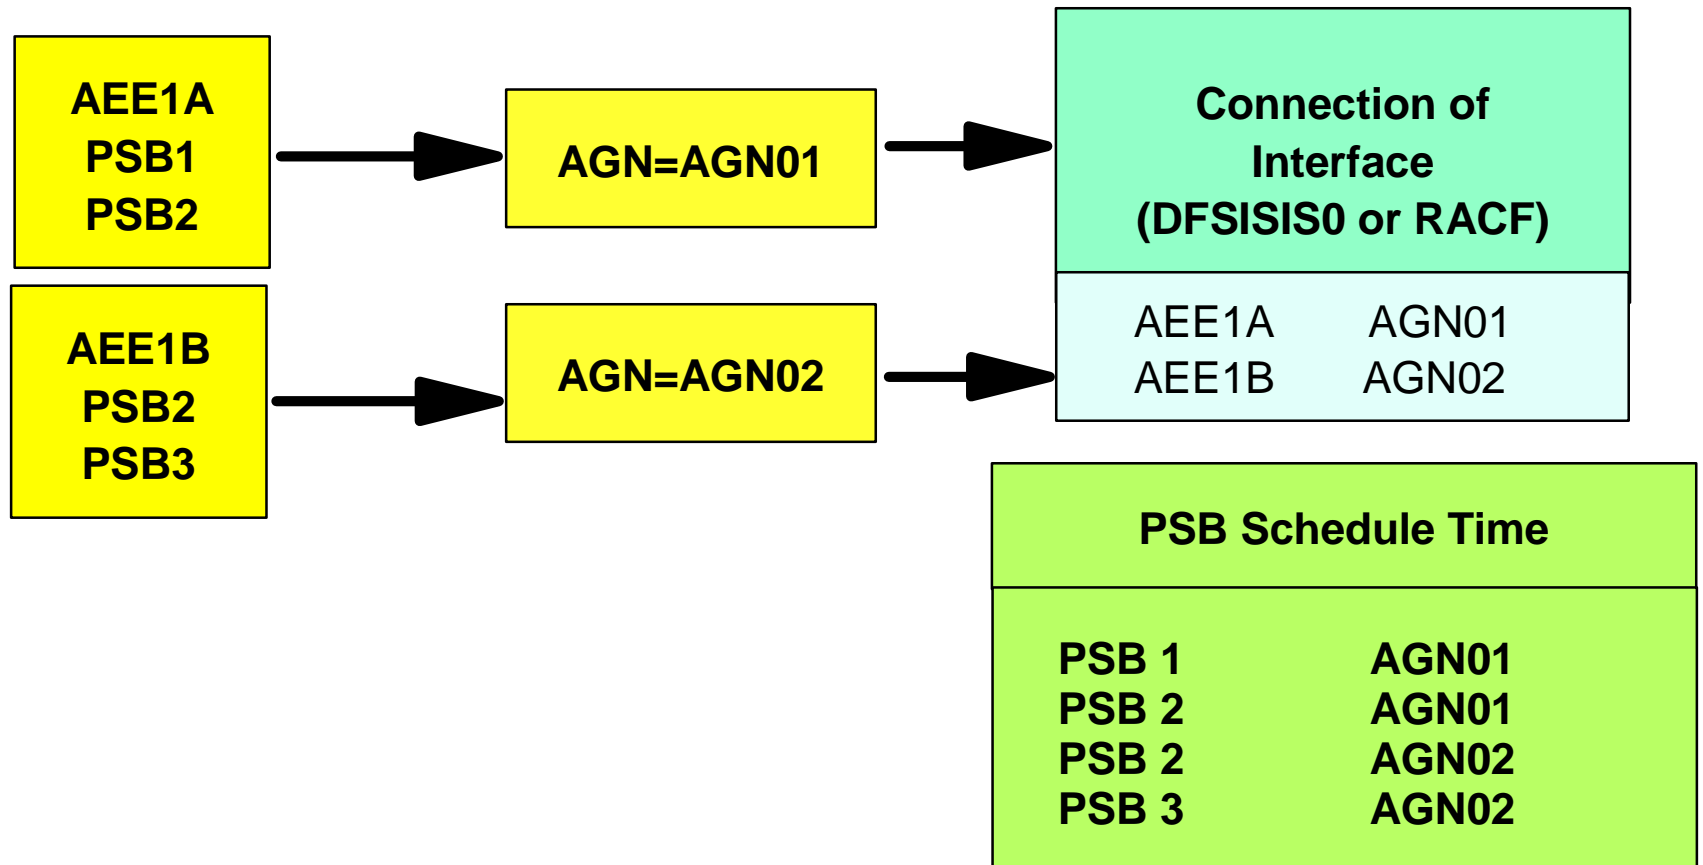 AEE1A
PSB1
PSB2
AGN=AGN01
Connection of
Interface
(DFSISIS0 or RACF)
AEE1B
PSB2
PSB3
AGN=AGN02
AEE1A AGN01
AEE1B AGN02
PSB Schedule Time
PSB 1 AGN01
PSB 2 AGN01
PSB 2 AGN02
PSB 3 AGN02